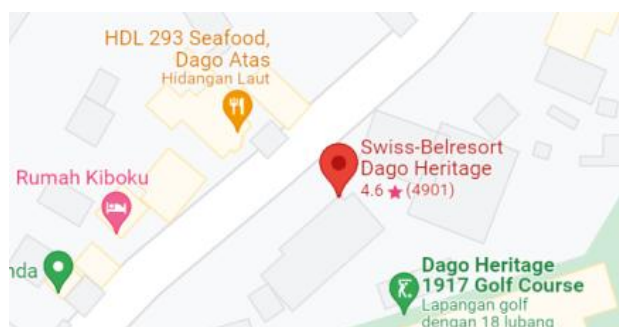 HDL 293 Seafood,
Dago Atas
Hidangan Laut
Swiss-Belresort
Dago Heritage
4.6 ★ (4901)
Rumah Kiboku
nda
Dago Heritage
1917 Golf Course
Lapangan golf
dengan 18 lubang